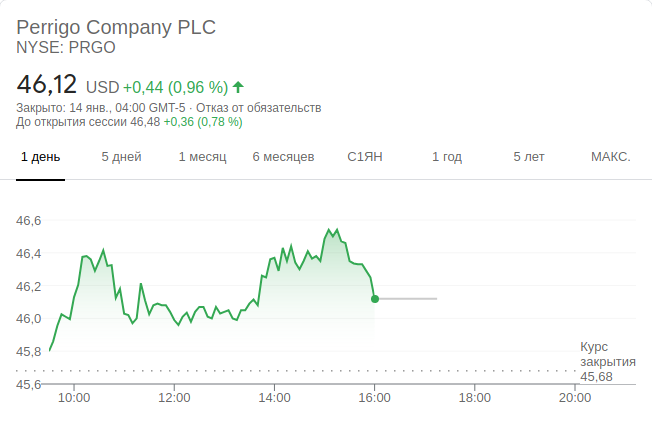 Perrigo Company PLC
NYSE: PRGO
46,12 USD +0,44 (0,96 %)
Закрыто: 14 янв., 04:00 GMT-5 · Отказ от обязательств
До открытия сессии 46,48 +0,36 (0,78 %)
1 день 5 дней 1 месяц 6 месяцев С1ЯН 1 год 5 лет МАКС.
46,6
46,4
46,2
46,0
45,8
Курс
закрытия
45,68
45,6
10:00 12:00 14:00 16:00 18:00 20:00